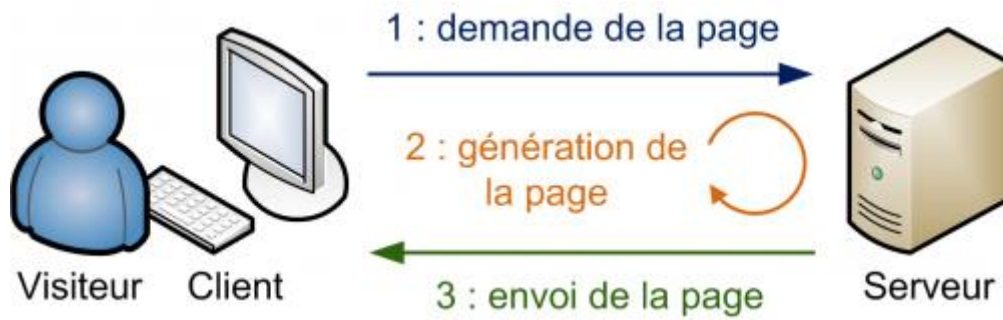 1 : demande de la page
2 : génération de
la page
3 : envoi de la page
Visiteur
Client
Serveur